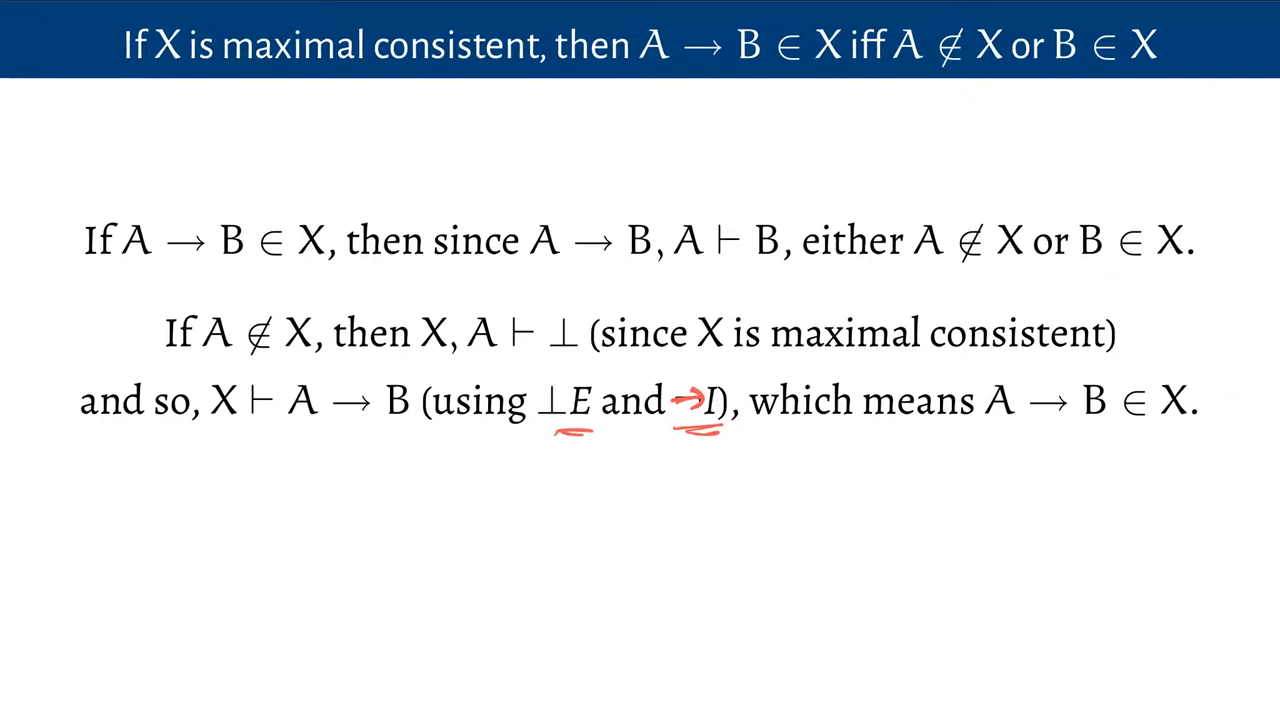 If X is maximal consistent, then A → B ∈ X iff A ∉ X or B ∈ X
If A → B ∈ X, then since A → B, A ⊢ B, either A ∉ X or B ∈ X.
If A ∉ X, then X, A ⊢ ⊥ (since X is maximal consistent)
and so, X ⊢ A → B (using ⊥E and →I), which means A → B ∈ X.